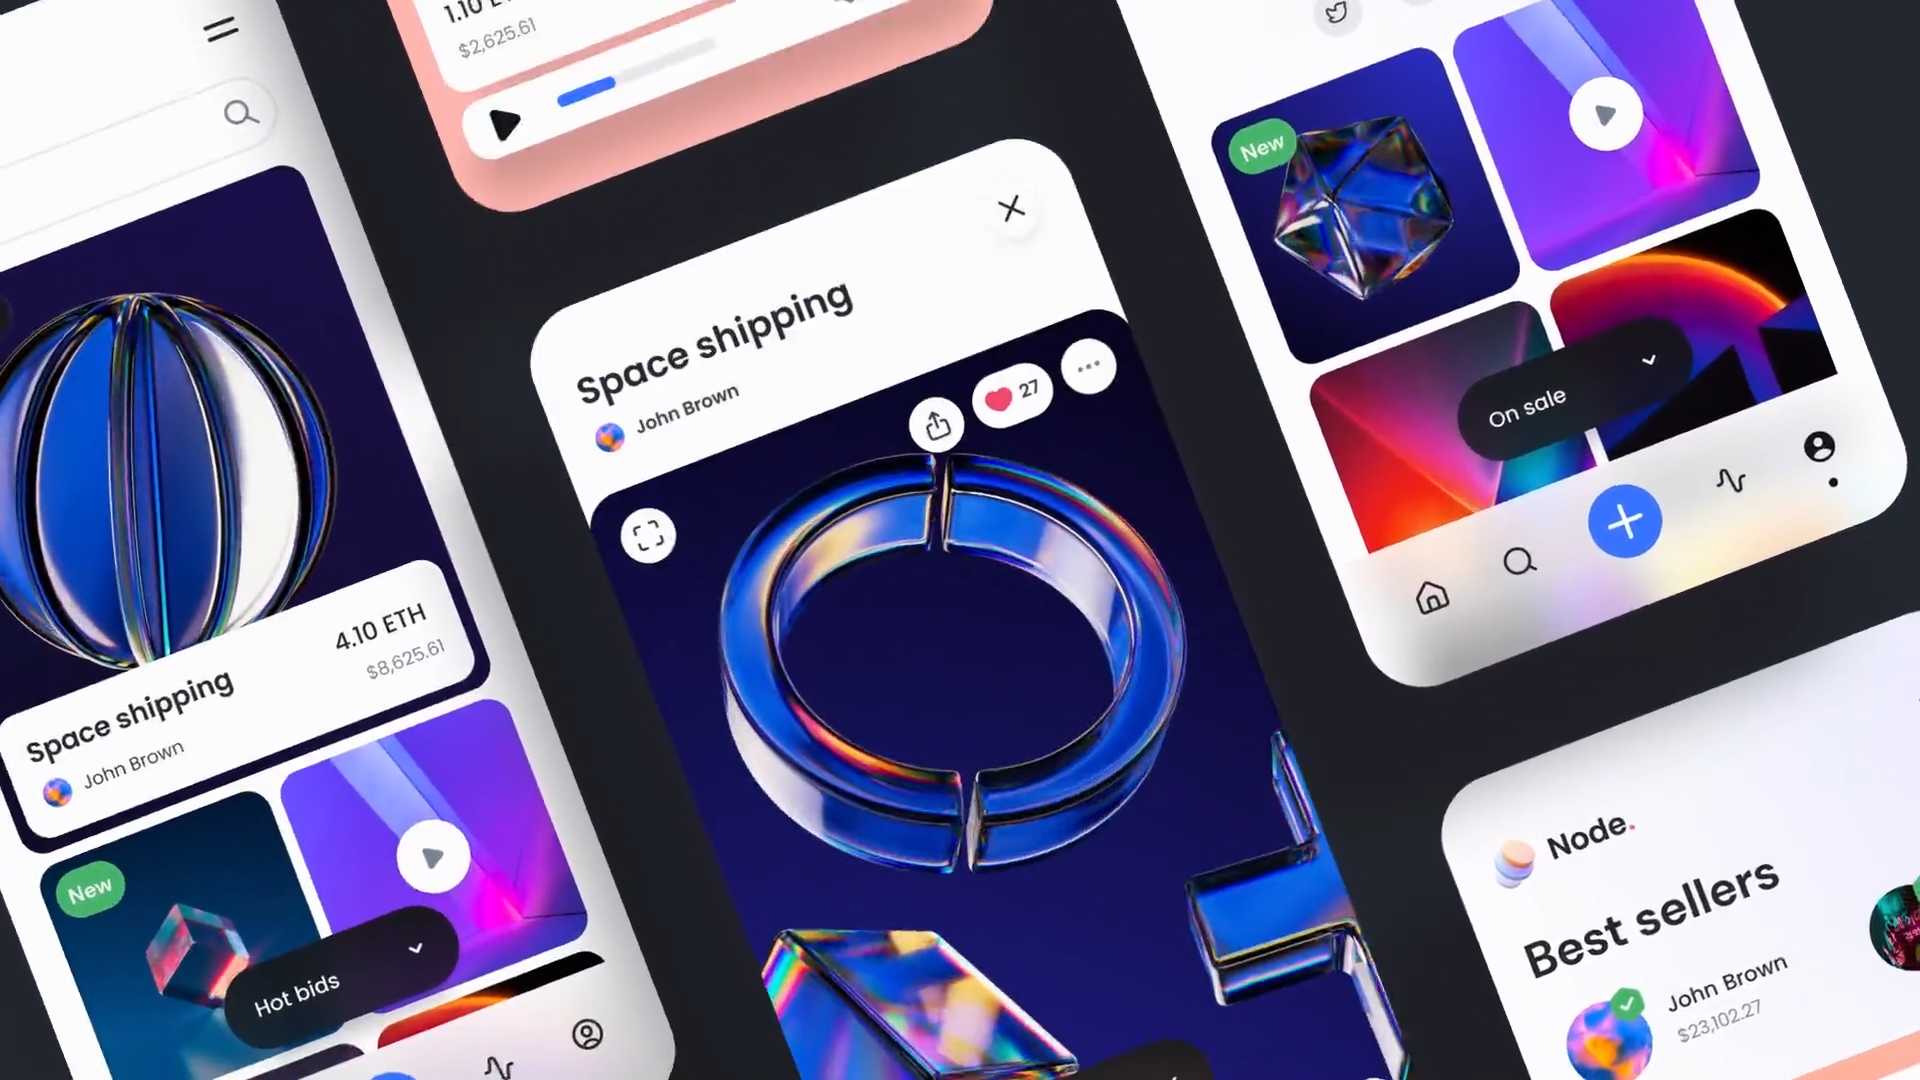 1.10
$2,625.61
New
Space shipping
John Brown
27
On sale
4.10 ETH
$8,625.61
Space shipping
John Brown
New
Hot bids
Node.
Best sellers
John Brown
$23,102.27